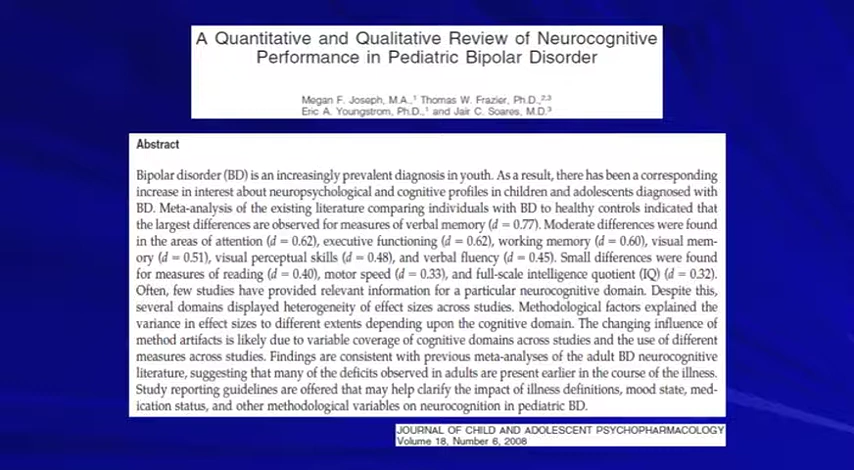 A Quantitative and Qualitative Review of Neurocognitive
Performance in Pediatric Bipolar Disorder
Megan F. Joseph, M.A.,1 Thomas W. Frazier, Ph.D.,2,3
Eric A. Youngstrom, Ph.D.,1 and Jair C. Soares, M.D.3
Abstract
Bipolar disorder (BD) is an increasingly prevalent diagnosis in youth. As a result, there has been a corresponding
increase in interest about neuropsychological and cognitive profiles in children and adolescents diagnosed with
BD. Meta-analysis of the existing literature comparing individuals with BD to healthy controls indicated that
the largest differences are observed for measures of verbal memory (d = 0.77). Moderate differences were found
in the areas of attention (d = 0.62), executive functioning (d = 0.62), working memory (d = 0.60), visual mem-
ory (d = 0.51), visual perceptual skills (d = 0.48), and verbal fluency (d = 0.45). Small differences were found
for measures of reading (d = 0.40), motor speed (d = 0.33), and full-scale intelligence quotient (IQ) (d = 0.32).
Often, few studies have provided relevant information for a particular neurocognitive domain. Despite this,
several domains displayed heterogeneity of effect sizes across studies. Methodological factors explained the
variance in effect sizes to different extents depending upon the cognitive domain. The changing influence of
method artifacts is likely due to variable coverage of cognitive domains across studies and the use of different
measures across studies. Findings are consistent with previous meta-analyses of the adult BD neurocognitive
literature, suggesting that many of the deficits observed in adults are present earlier in the course of the illness.
Study reporting guidelines are offered that may help clarify the impact of illness definitions, mood state, med-
ication status, and other methodological variables on neurocognition in pediatric BD.
JOURNAL OF CHILD AND ADOLESCENT PSYCHOPHARMACOLOGY
Volume 18, Number 6, 2008